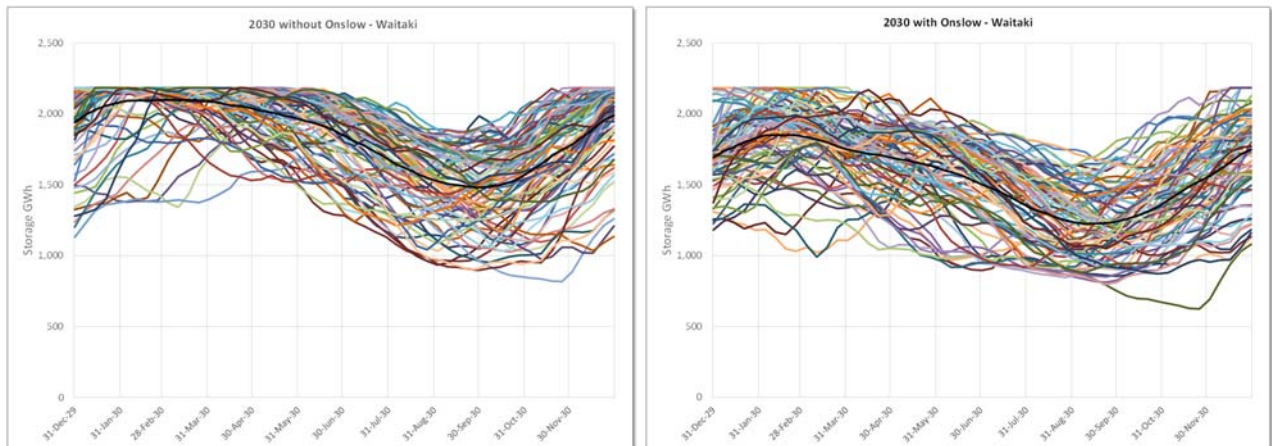 2030 without Onslow - Waitaki
2,500
2,000
1,500
1,000
500
0
Storage GWh
31-Dec-29
31-Jan-30
28-Feb-30
31-Mar-30
30-Apr-30
31-May-30
30-Jun-30
31-Jul-30
31-Aug-30
30-Sep-30
31-Oct-30
30-Nov-30
2030 with Onslow - Waitaki
2,500
2,000
1,500
1,000
500
0
Storage GWh
31-Dec-29
31-Jan-30
28-Feb-30
31-Mar-30
30-Apr-30
31-May-30
30-Jun-30
31-Jul-30
31-Aug-30
30-Sep-30
31-Oct-30
30-Nov-30